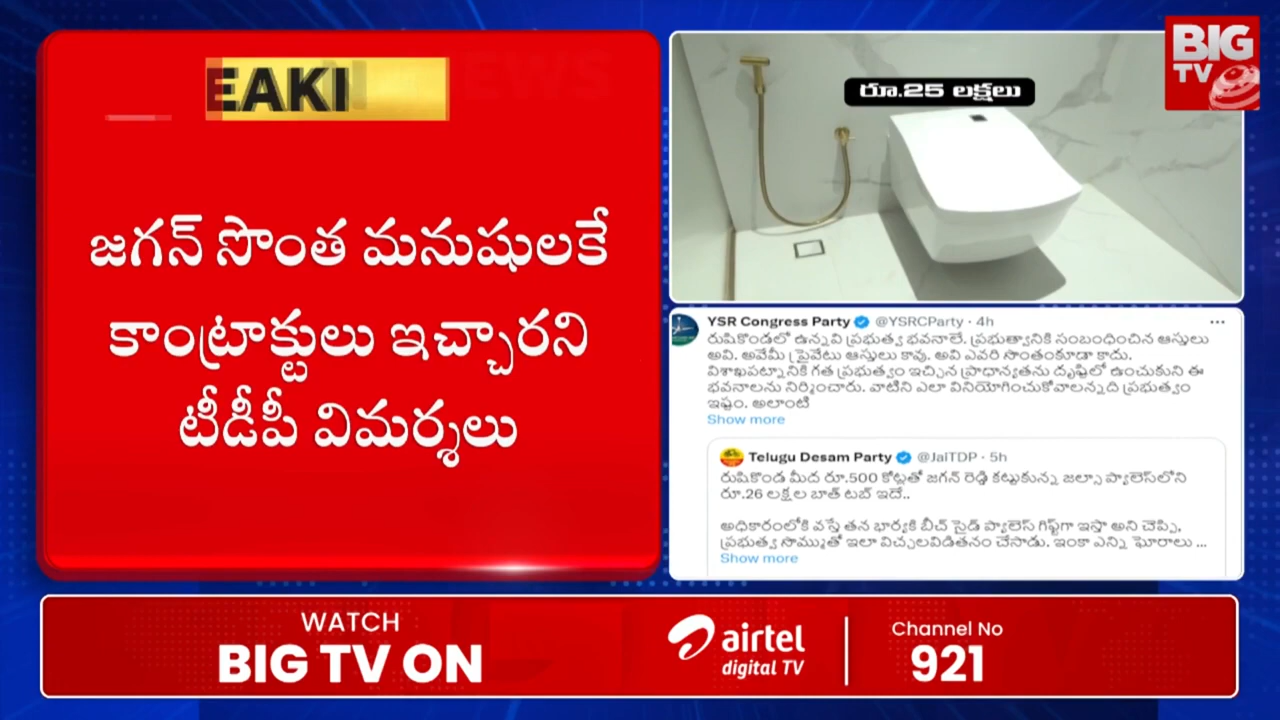 EAKI
NEWS
జగన్ సొంత మనుషులకే
కాంట్రాక్టులు ఇచ్చారని
టీడీపీ విమర్శలు
రూ.25 లక్షలు
BIG
TV
YSR Congress Party @YSRCParty · 4h
రుషికొండలో ఉన్నవి ప్రభుత్వ భవనాలే. ప్రభుత్వానికి సంబంధించిన ఆస్తులు
అవి. అవేమీ ప్రైవేటు ఆస్తులు కావు. అవి ఎవరి సొంతంకూడా కాదు.
విశాఖపట్నానికి గత ప్రభుత్వం ఇచ్చిన ప్రాధాన్యతను దృష్టిలో ఉంచుకుని ఈ
భవనాలను నిర్మించారు. వాటిని ఎలా వినియోగించుకోవాలన్నది ప్రభుత్వం
ఇష్టం. అలాంటి
Show more
Telugu Desam Party @JaiTDP · 5h
రుషికొండ మీద రూ.500 కోట్లతో జగన్ రెడ్డి కట్టుకున్న జల్సా ప్యాలెస్‌లోని
రూ.26 లక్షల బాత్ టబ్ ఇదే..
అధికారంలోకి వస్తే తన భార్యకి బీచ్ సైడ్ ప్యాలెస్ గిఫ్ట్‌గా ఇస్తా అని చెప్పి,
ప్రభుత్వ సొమ్ముతో ఇలా విచ్చలవిడితనం చేసాడు. ఇంకా ఎన్ని ఘోరాలు ...
Show more
WATCH
BIG TV ON
airtel
digital TV
Channel No
921